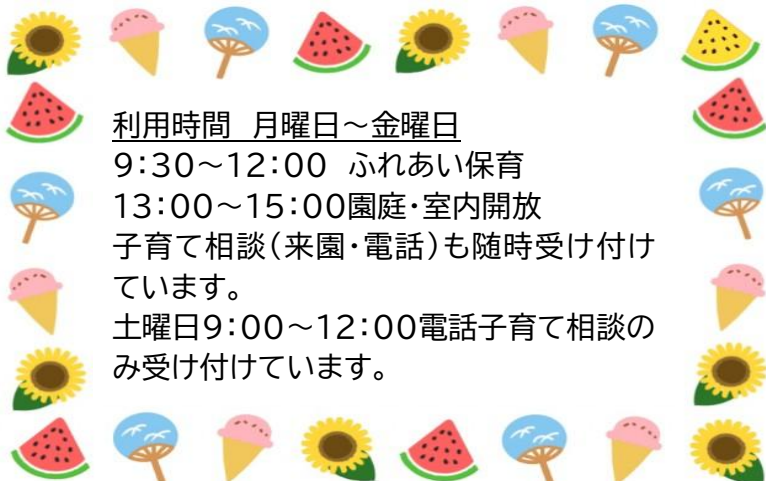 利用時間　月曜日～金曜日
9：30～12：00　ふれあい保育
13：00～15：00園庭・室内開放
子育て相談（来園・電話）も随時受け付け
ています。
土曜日9：00～12：00電話子育て相談の
み受け付けています。